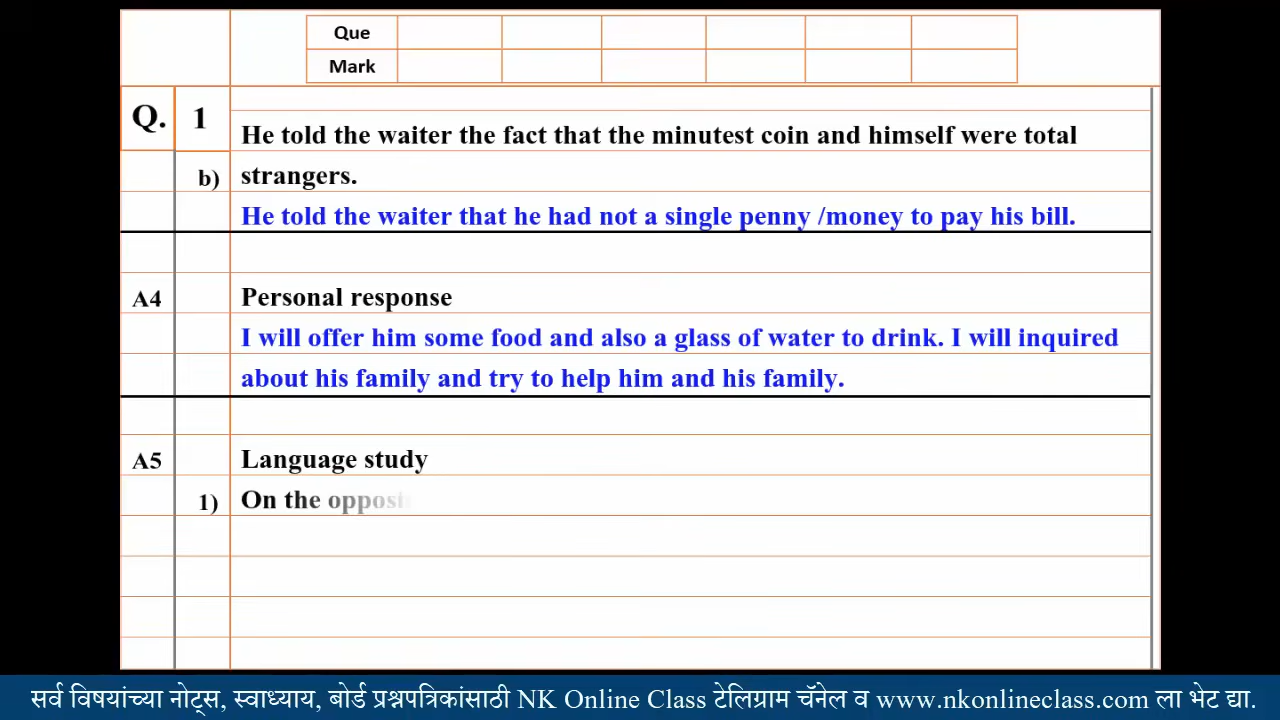 Que
Mark
Q. 1
He told the waiter the fact that the minutest coin and himself were total
b) strangers.
He told the waiter that he had not a single penny /money to pay his bill.
A4 Personal response
I will offer him some food and also a glass of water to drink. I will inquired
about his family and try to help him and his family.
A5 Language study
1) On the
सर्व विषयांच्या नोट्स, स्वाध्याय, बोर्ड प्रश्नपत्रिकांसाठी NK Online Class टेलिग्राम चॅनेल व www.nkonlineclass.com ला भेट द्या.